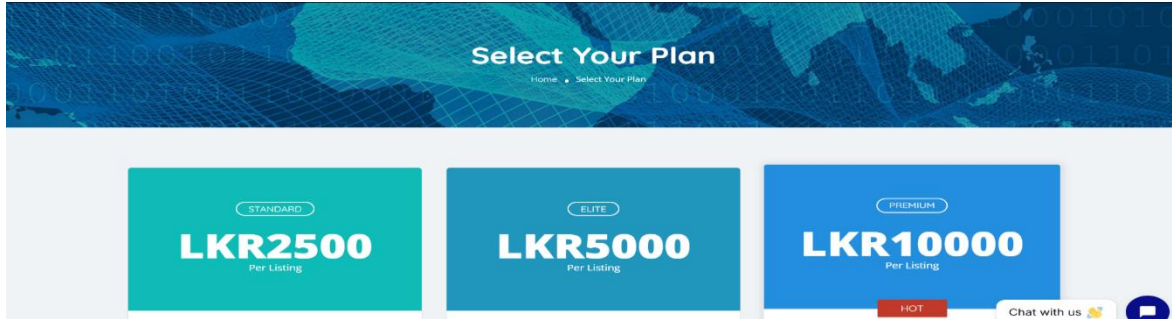 Select Your Plan
Home • Select Your Plan
STANDARD
LKR2500
Per Listing
ELITE
LKR5000
Per Listing
PREMIUM
LKR10000
Per Listing
HOT
Chat with us 👋